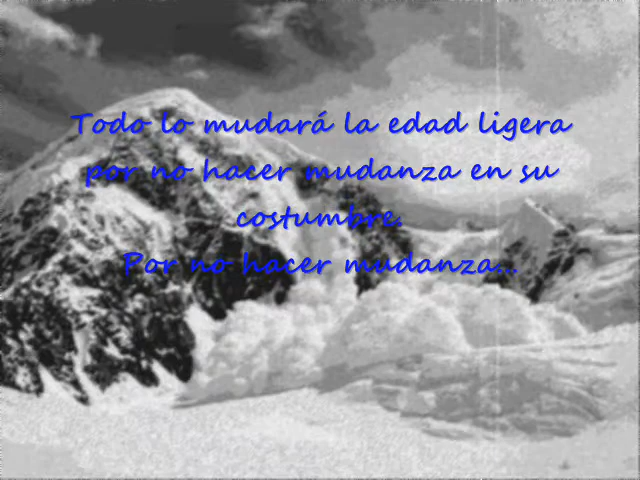 Todo lo mudará la edad ligera
por no hacer mudanza en su
costumbre.
Por no hacer mudanza...